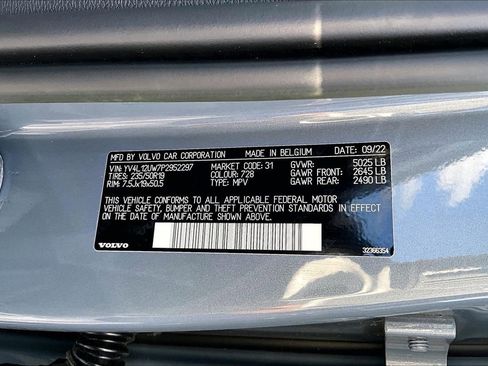 MFD. BY VOLVO CAR CORPORATION MADE IN BELGIUM 09/22
VIN: YV4L12UW7P2952297 MARKET CODE: 31 GVWR: 5025 LB
TIRES: 235/50R19 COLOUR: 728 GAWR FRONT: 2645 LB
RIM: 7.5Jx19x50.5 TYPE: MPV GAWR REAR: 2490 LB
THIS VEHICLE CONFORMS TO ALL APPLICABLE FEDERAL MOTOR
VEHICLE SAFETY, BUMPER AND THEFT PREVENTION STANDARDS IN EFFECT
ON THE DATE OF MANUFACTURE SHOWN ABOVE.
VOLVO 32366354